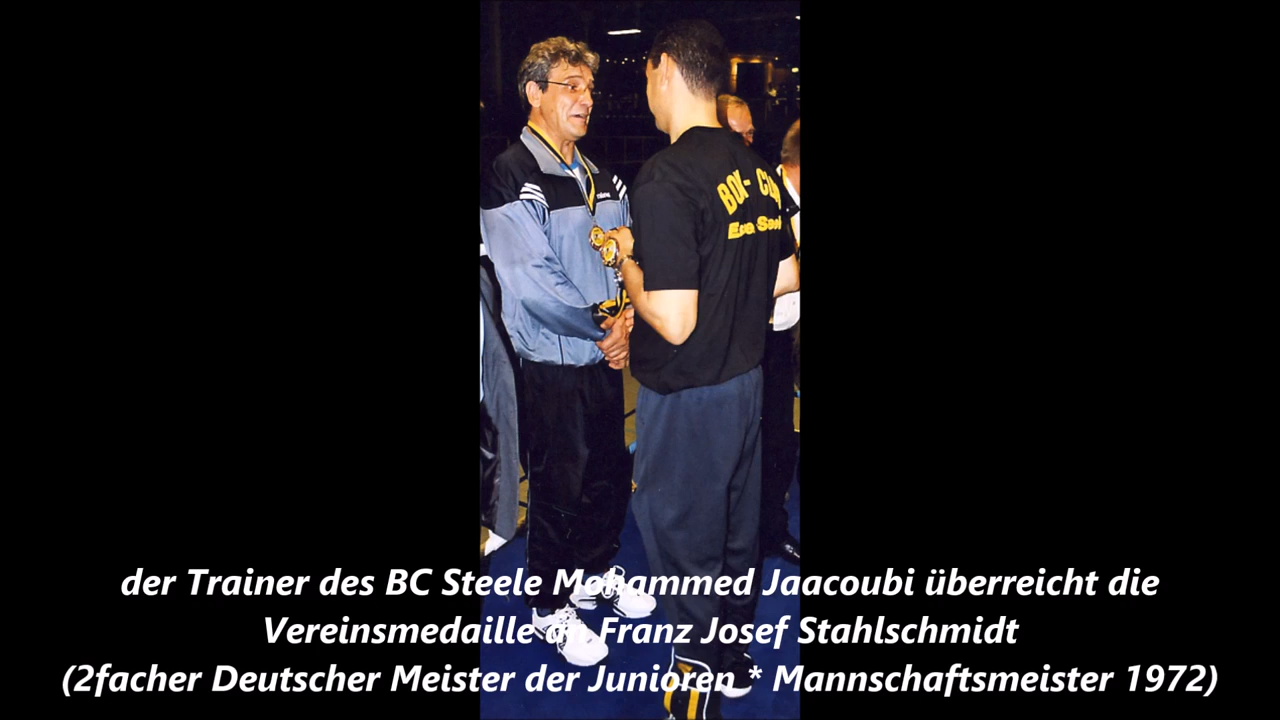 BOX-
der Trainer des BC Steele Mohammed Jaacoubi überreicht die
Vereinsmedaille an Franz Josef Stahlschmidt
(2facher Deutscher Meister der Junioren * Mannschaftsmeister 1972)